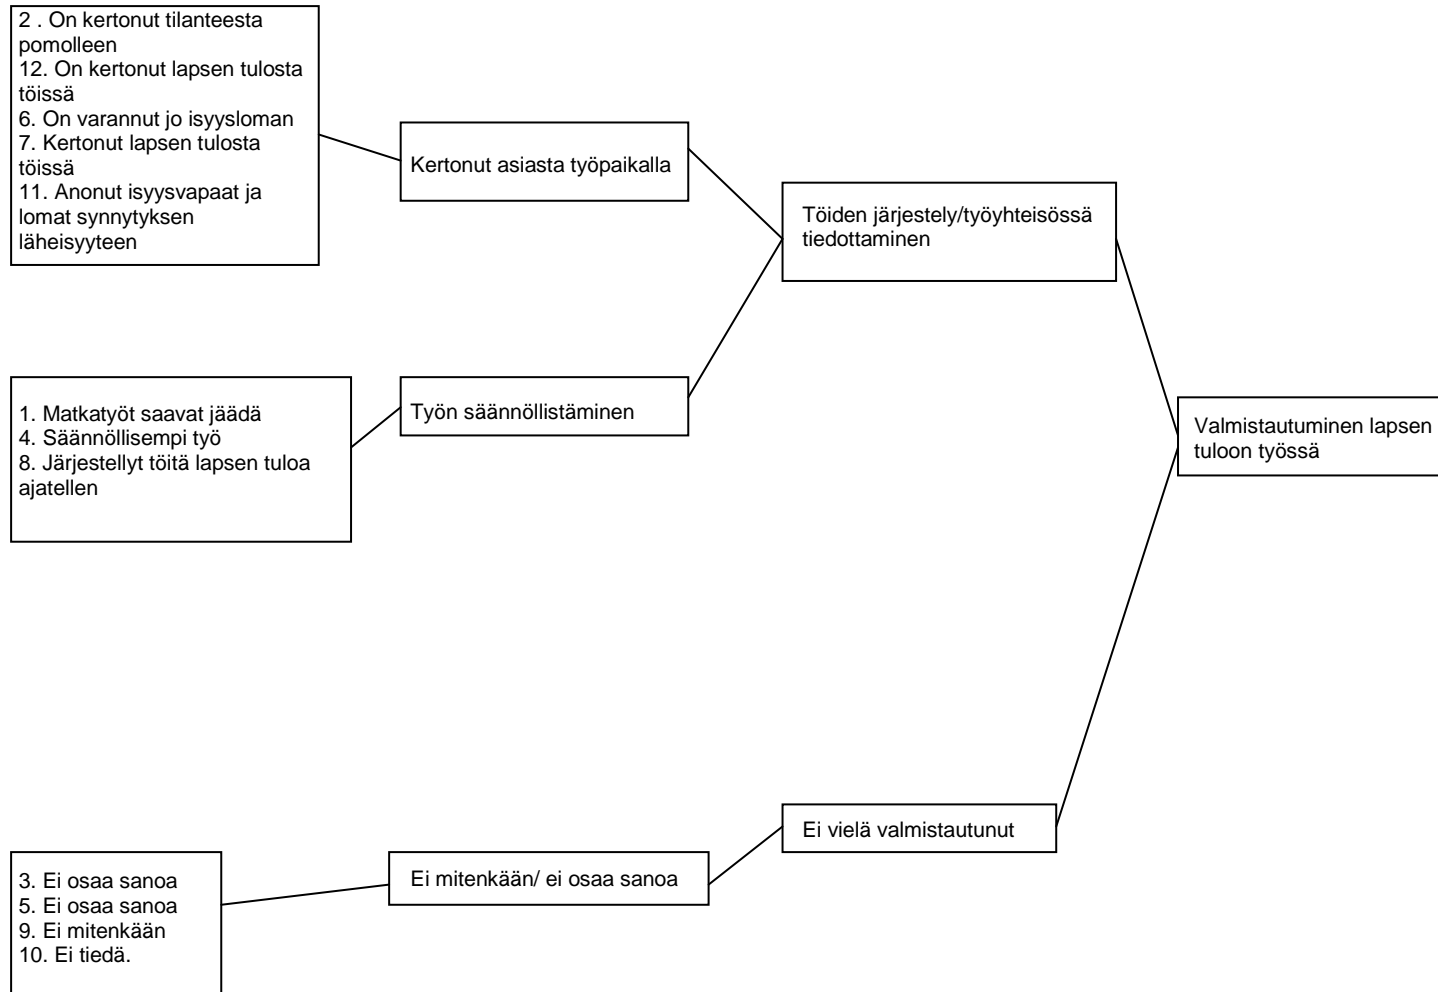 2 . On kertonut tilanteesta
pomolleen
12. On kertonut lapsen tulosta
töissä
6. On varannut jo isyysloman
7. Kertonut lapsen tulosta
töissä
11. Anonut isyysvapaat ja
lomat synnytyksen
läheisyyteen
Kertonut asiasta työpaikalla
Töiden järjestely/työyhteisössä
tiedottaminen
1. Matkatyöt saavat jäädä
4. Säännöllisempi työ
8. Järjestellyt töitä lapsen tuloa
ajatellen
Työn säännöllistäminen
Valmistautuminen lapsen
tuloon työssä
3. Ei osaa sanoa
5. Ei osaa sanoa
9. Ei mitenkään
10. Ei tiedä.
Ei mitenkään/ ei osaa sanoa
Ei vielä valmistautunut